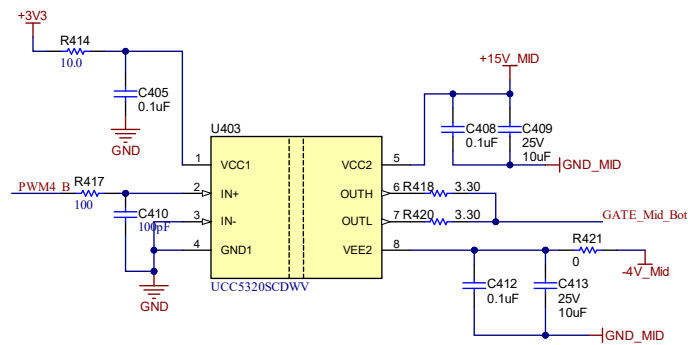 +3V3
R414
10.0
C405
0.1uF
GND
+15V_MID
C408
0.1uF
C409
25V
10uF
GND_MID
U403
1 VCC1 VCC2 5
PWM4_B
R417
100
2 IN+ OUTH 6
R418 3.30
C410
100pF
3 IN- OUTL 7
R420 3.30
GATE_Mid_Bot
4 GND1 VEE2 8
R421
0
-4V_Mid
UCC5320SCDWV
GND
C412
0.1uF
C413
25V
10uF
GND_MID